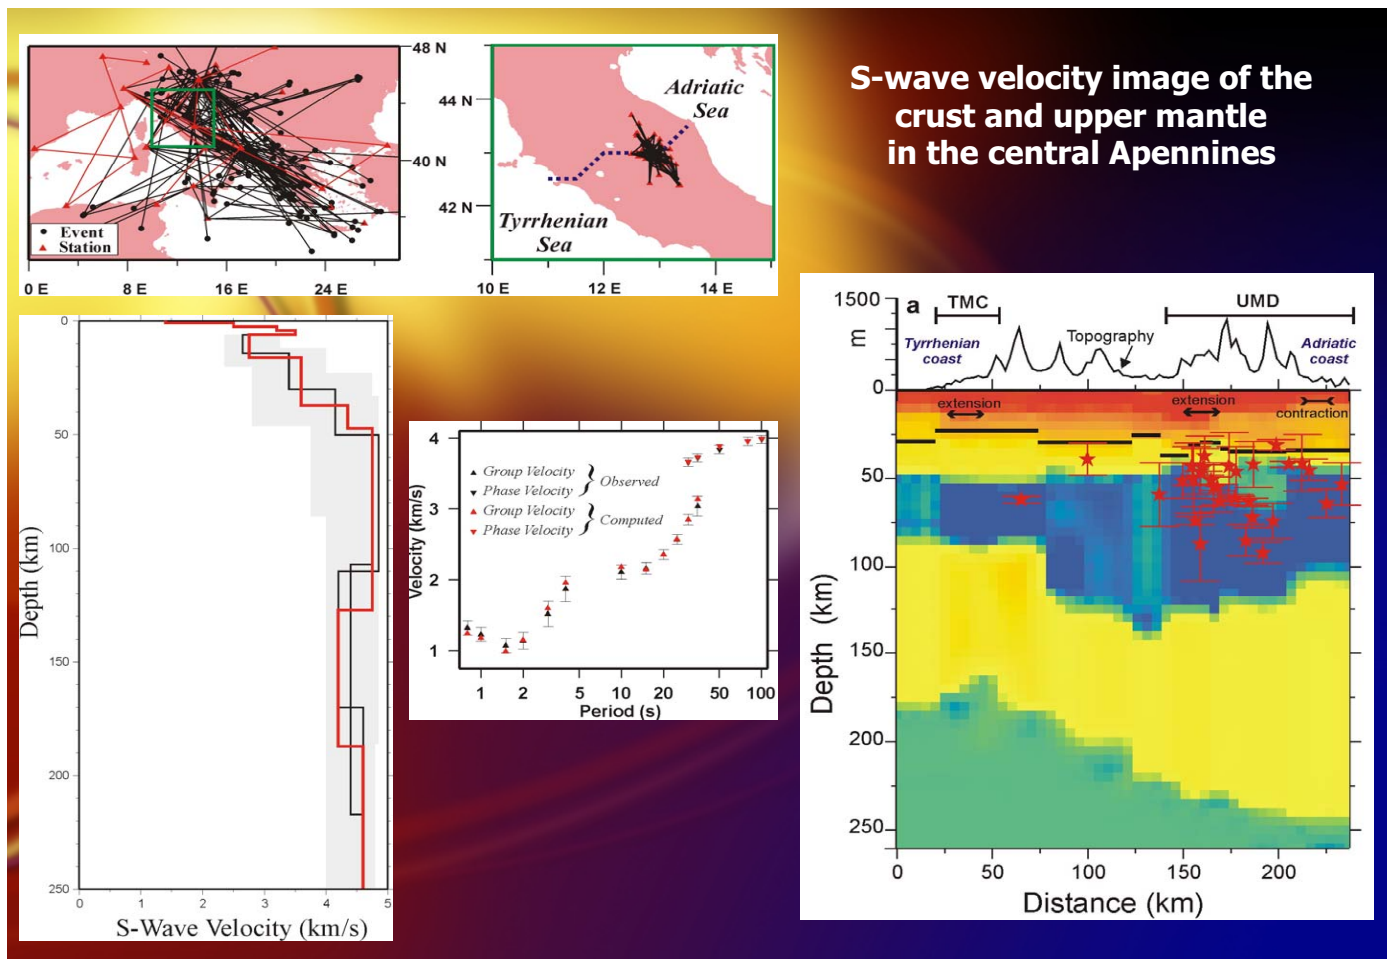 S-wave velocity image of the
crust and upper mantle
in the central Apennines
48 N
40 N
Event
Station
0 E
8 E
16 E
24 E
44 N
42 N
Adriatic
Sea
Tyrrhenian
Sea
10 E
12 E
14 E
0
50
100
150
200
250
Depth (km)
0
1
2
3
4
5
S-Wave Velocity (km/s)
4
3
2
1
Velocity (km/s)
Group Velocity
Phase Velocity
Observed
Group Velocity
Phase Velocity
Computed
1
2
5
10
20
50
100
Period (s)
1500
m
0
a
TMC
UMD
Tyrrhenian
coast
Topography
Adriatic
coast
extension
extension
contraction
50
100
150
200
250
Depth (km)
0
50
100
150
200
Distance (km)